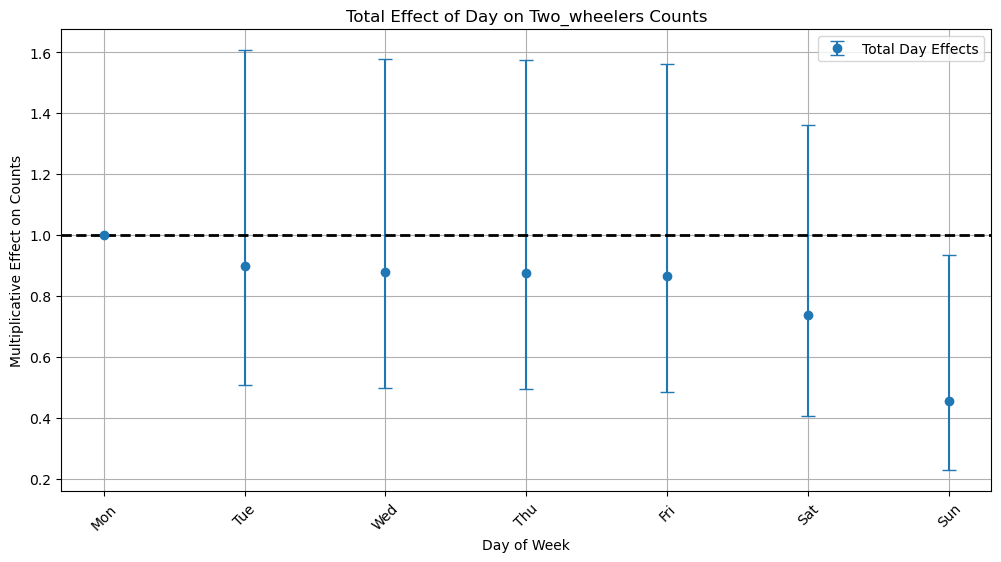 Total Effect of Day on Two_wheelers Counts
Total Day Effects
Multiplicative Effect on Counts
1.6
1.4
1.2
1.0
0.8
0.6
0.4
0.2
Mon
Tue
Wed
Thu
Fri
Sat
Sun
Day of Week